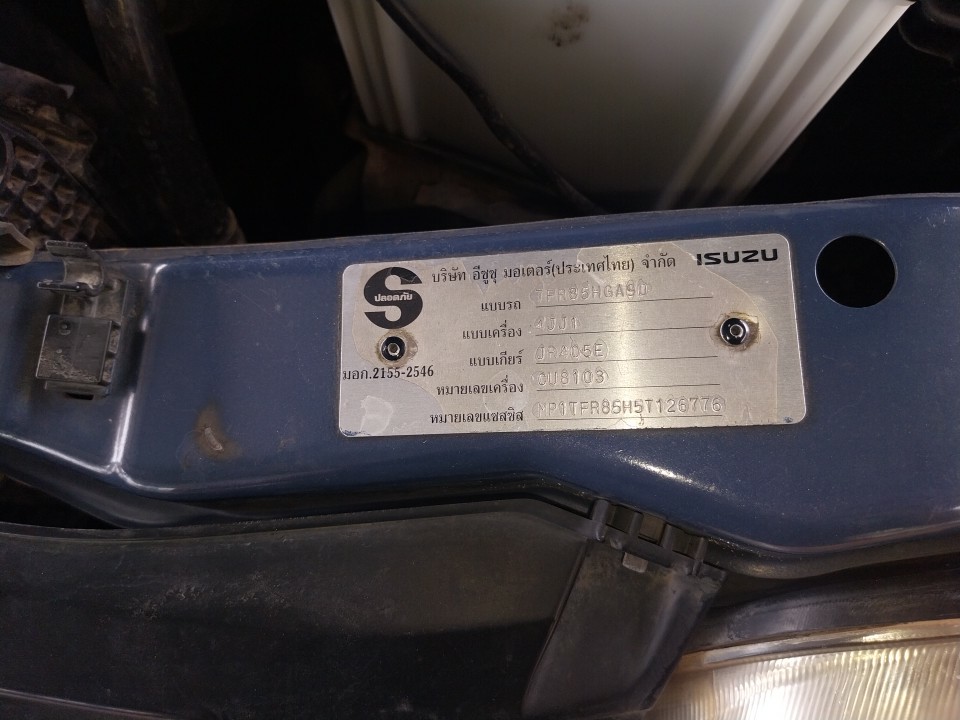 บริษัท อีซูซุ มอเตอร์(ประเทศไทย) จำกัด ISUZU
S ปลอดภัย
แบบรถ TFR85HGA9U
แบบเครื่อง 4JJ1
แบบเกียร์
มอก.2155-2546
หมายเลขเครื่อง CU8103
หมายเลขแชสซิส MP1TFR85H5T126776